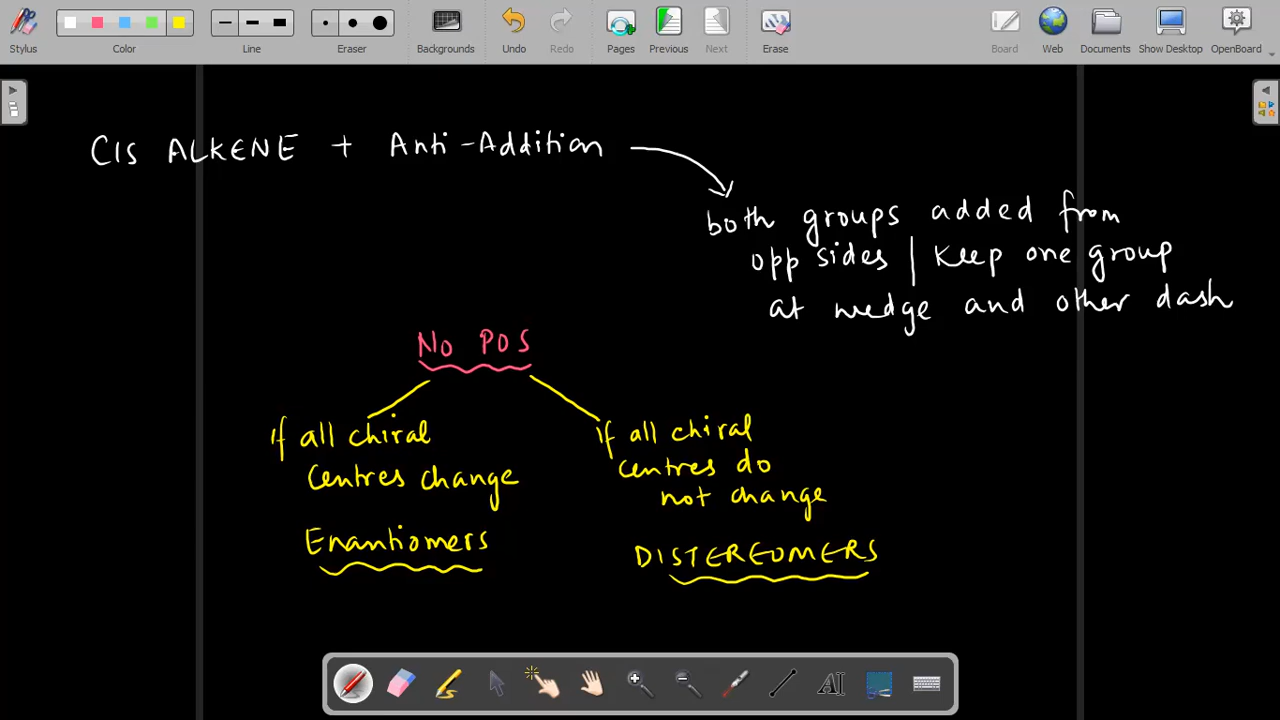 Stylus
Color
Line
Eraser
Backgrounds
Undo
Redo
Pages
Previous
Next
Erase
Board
Web
Documents
Show Desktop
OpenBoard
CIS ALKENE + Anti-Addition
both groups added from
opp sides | Keep one group
at wedge and other dash
No POS
If all chiral
centres change
Enantiomers
If all chiral
centres do
not change
DISTEREOMERS